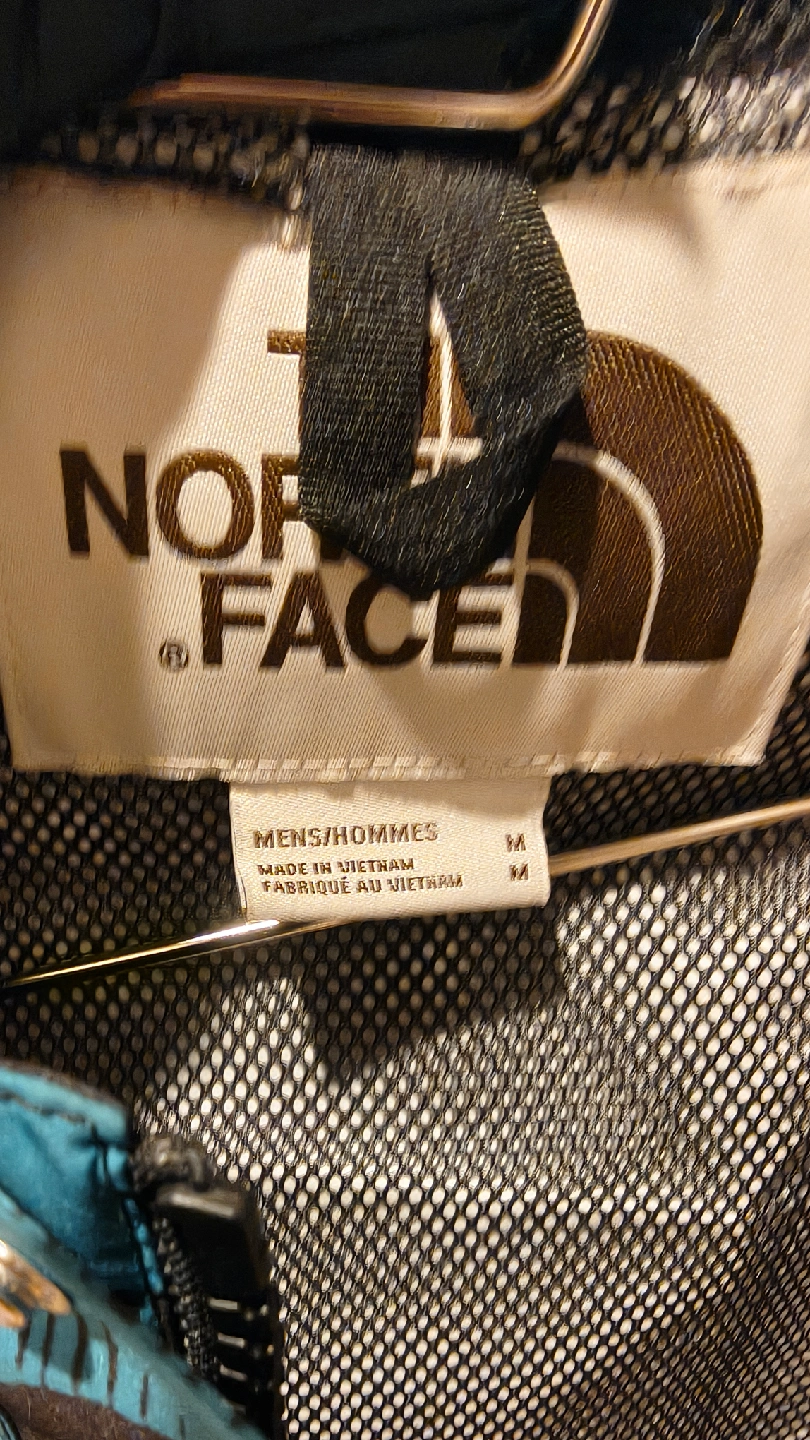 T
NOR
FACE
®
MENS/HOMMES M
MADE IN VIETNAM M
FABRIQUÉ AU VIETNAM